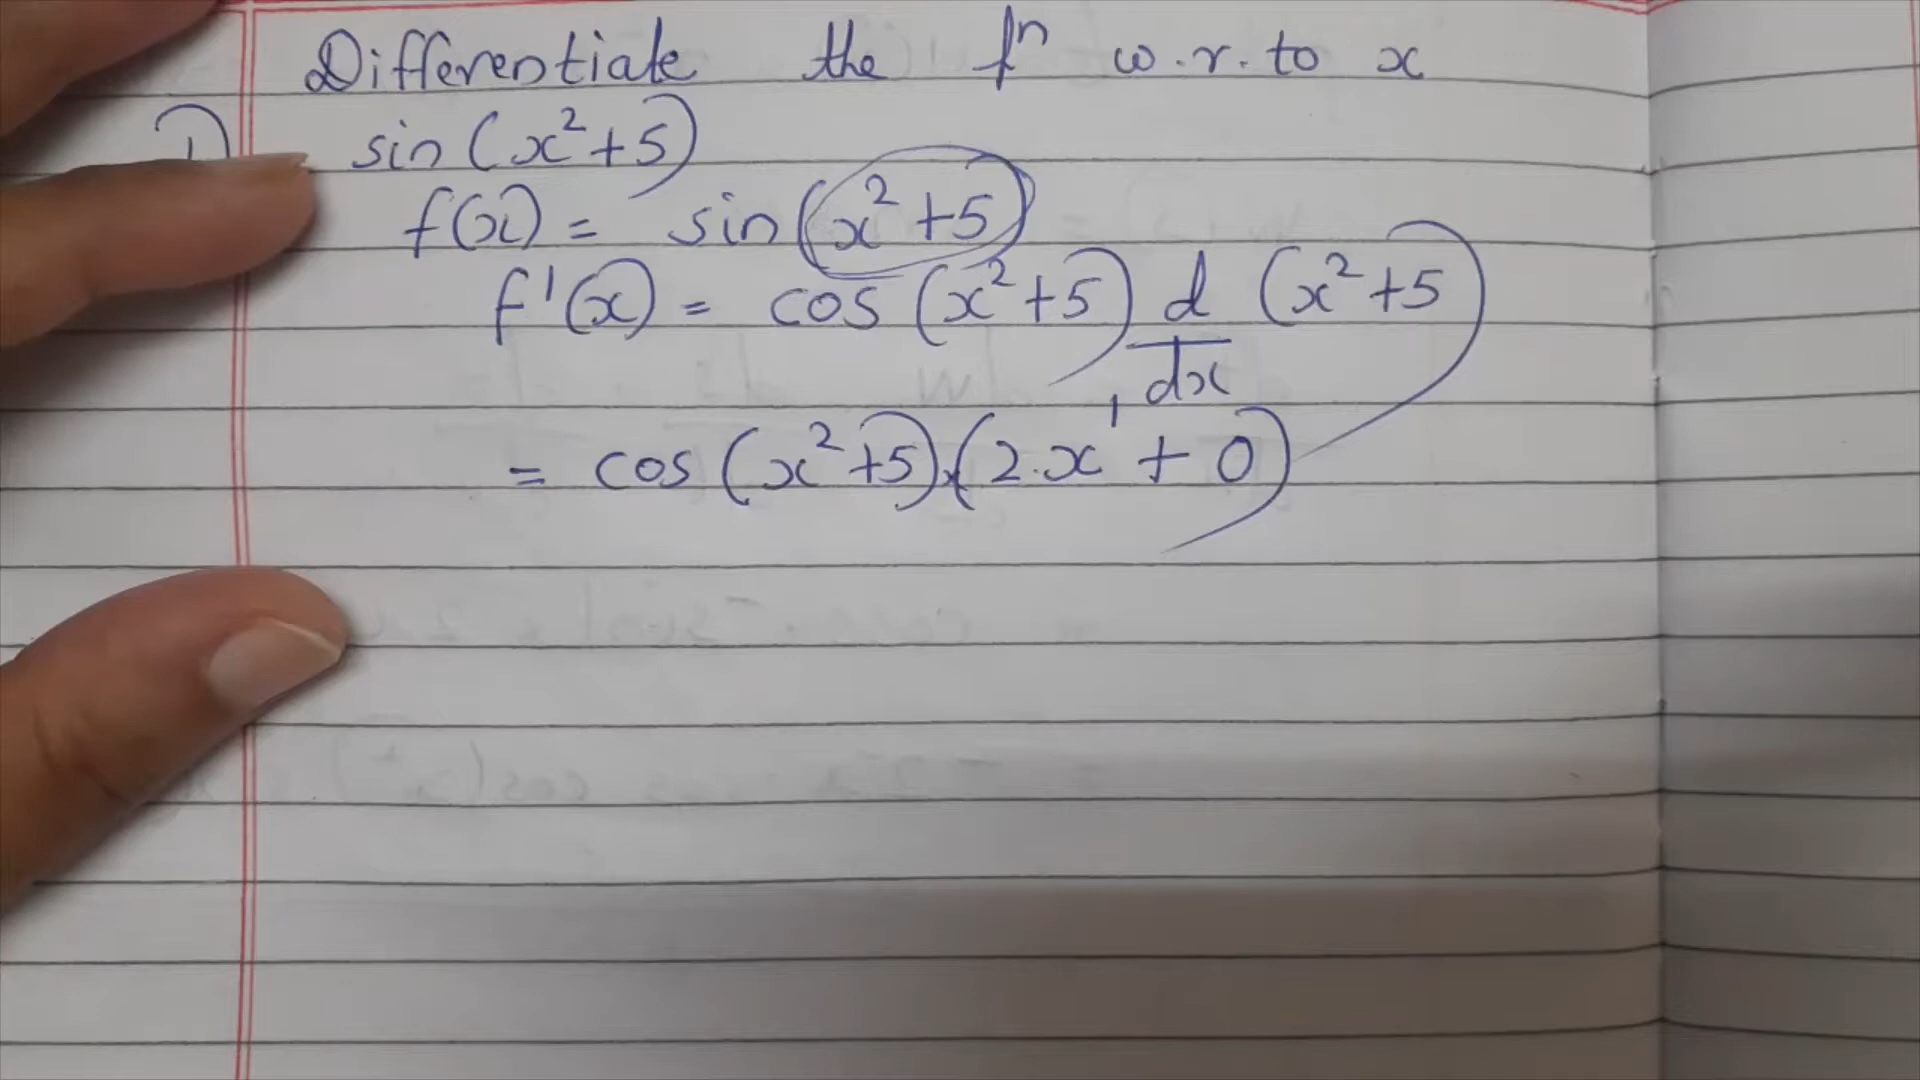 Differentiate the fⁿ w.r. to x
1) sin(x²+5)
f(x) = sin(x²+5)
f'(x) = cos(x²+5) d/dx (x²+5)
= cos(x²+5).(2.x¹ + 0)